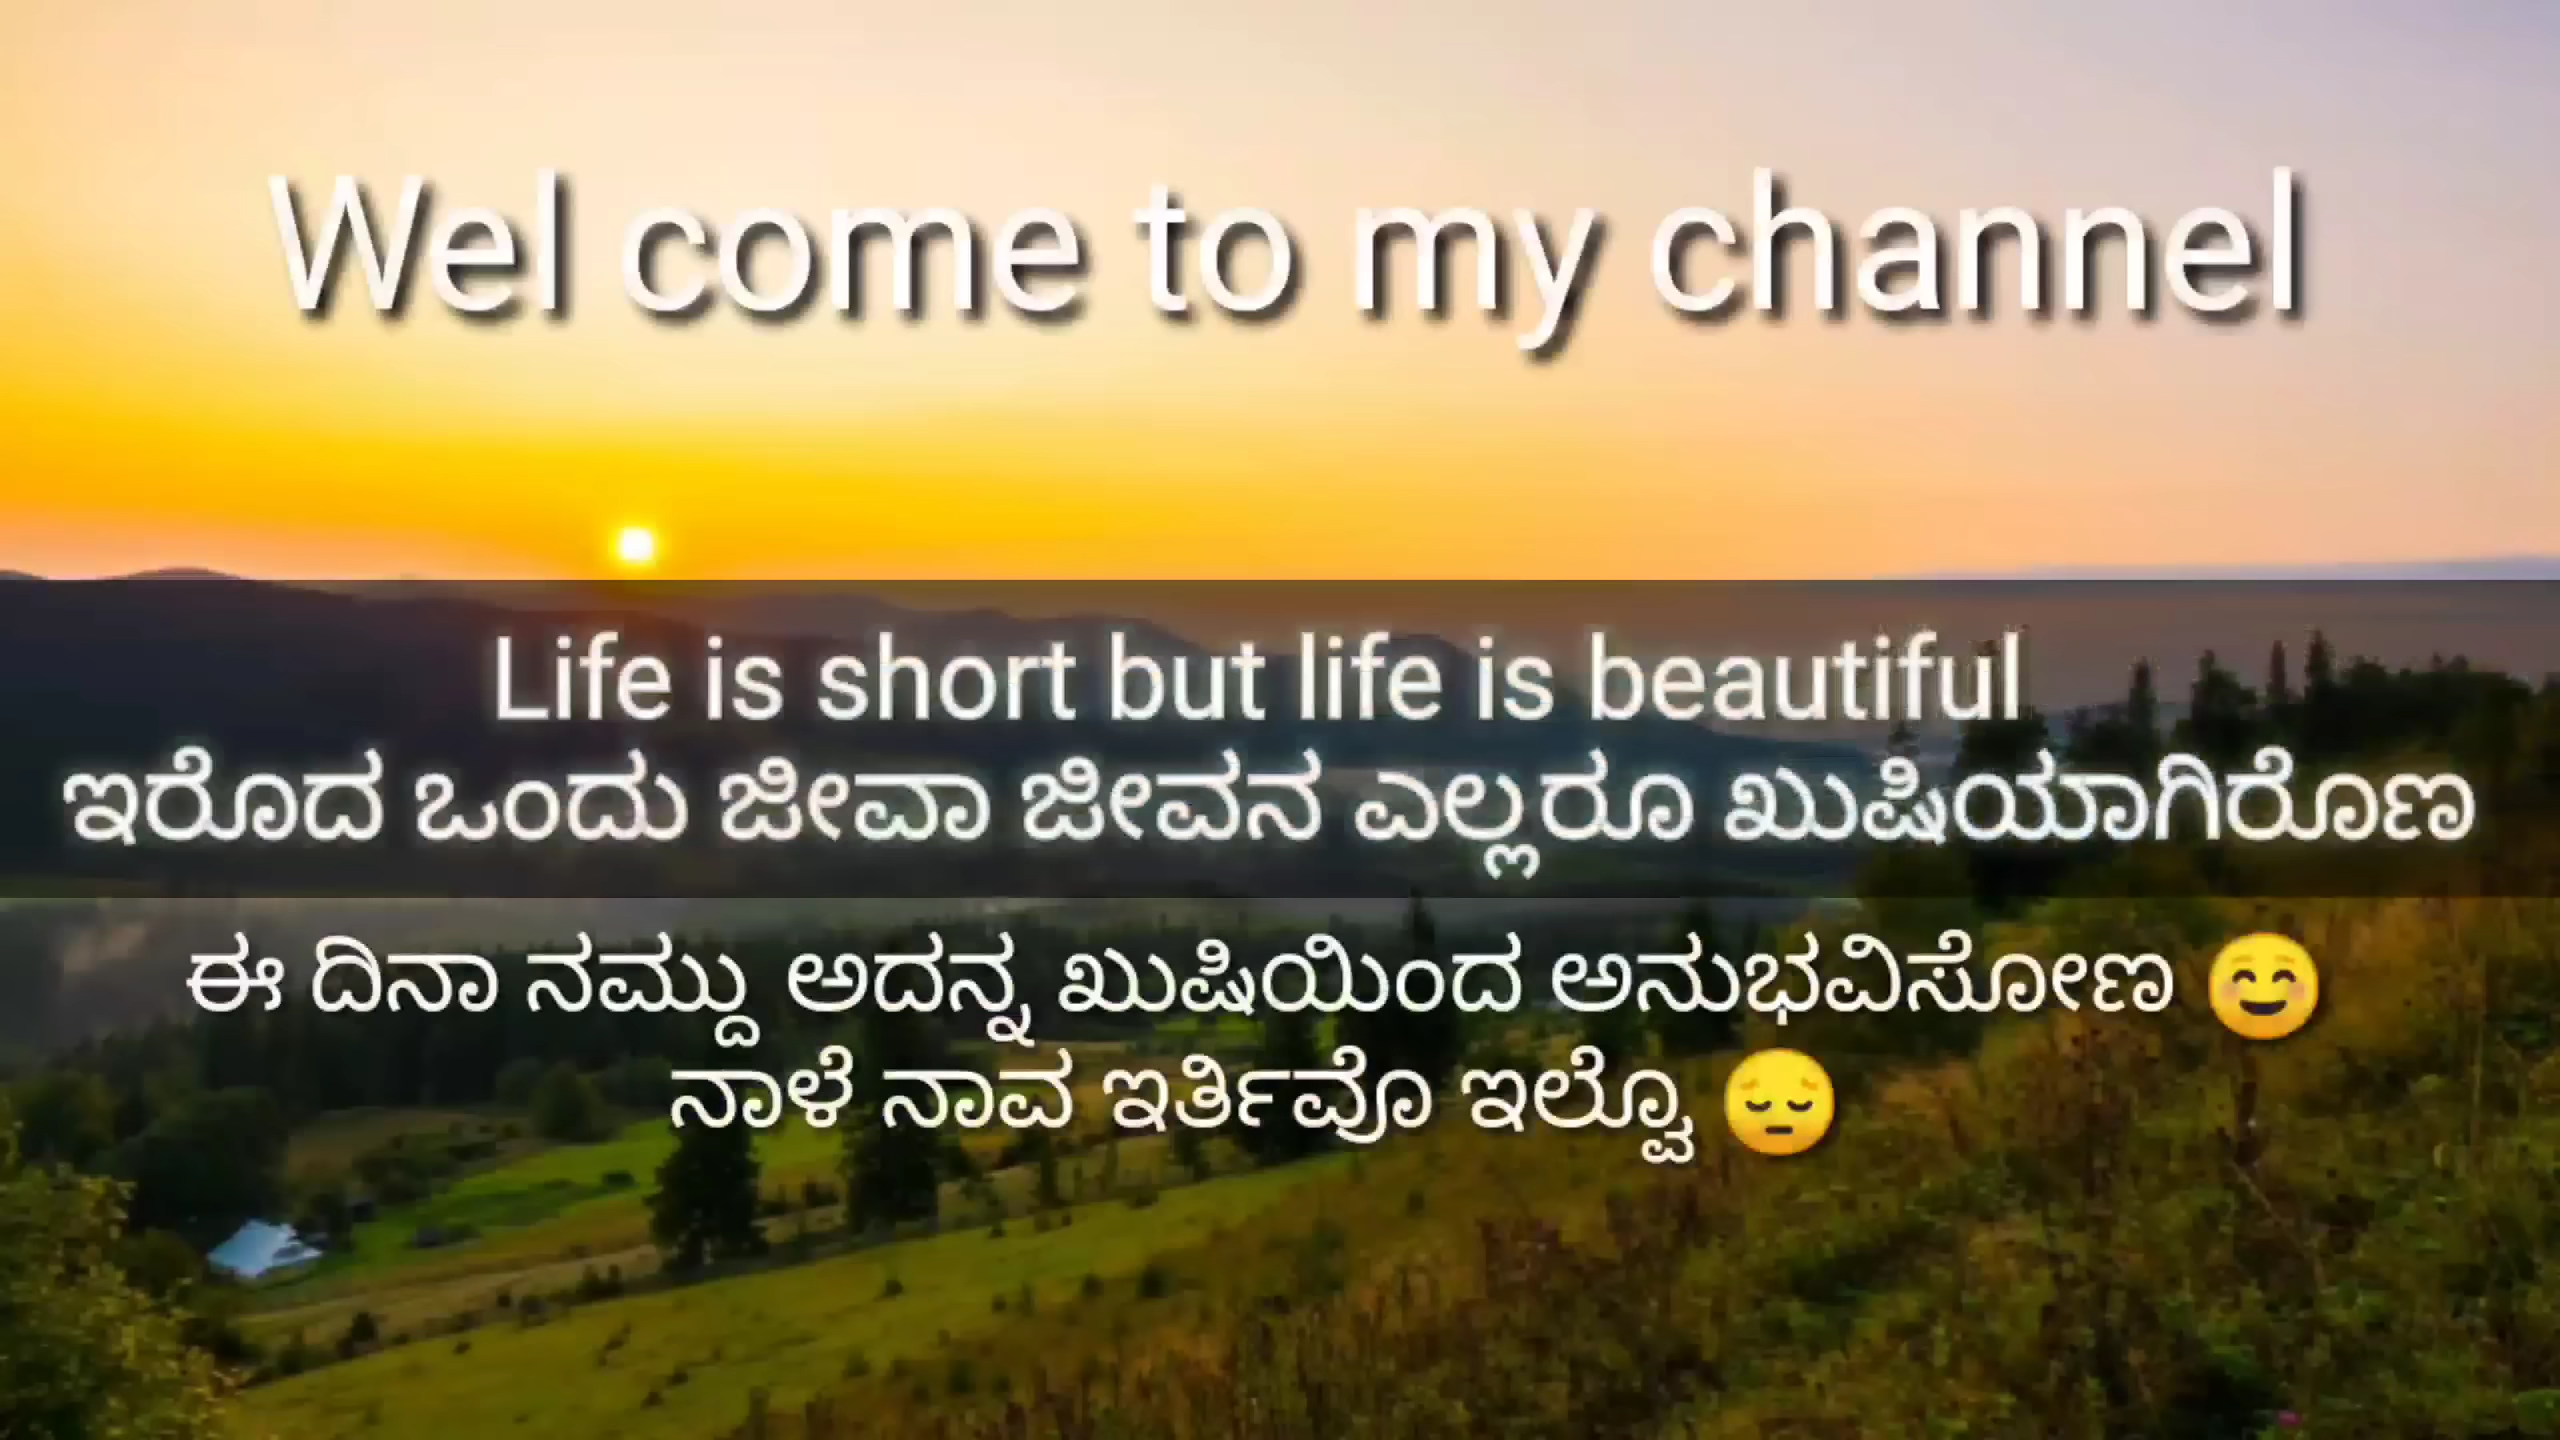 Wel come to my channel
Life is short but life is beautiful
ಇರೊದ ಒಂದು ಜೀವಾ ಜೀವನ ಎಲ್ಲರೂ ಖುಷಿಯಾಗಿರೊಣ
ಈ ದಿನಾ ನಮ್ದು ಅದನ್ನ ಖುಷಿಯಿಂದ ಅನುಭವಿಸೋಣ ☺️
ನಾಳೆ ನಾವ ಇರ್ತಿವೊ ಇಲ್ವೊ 😔